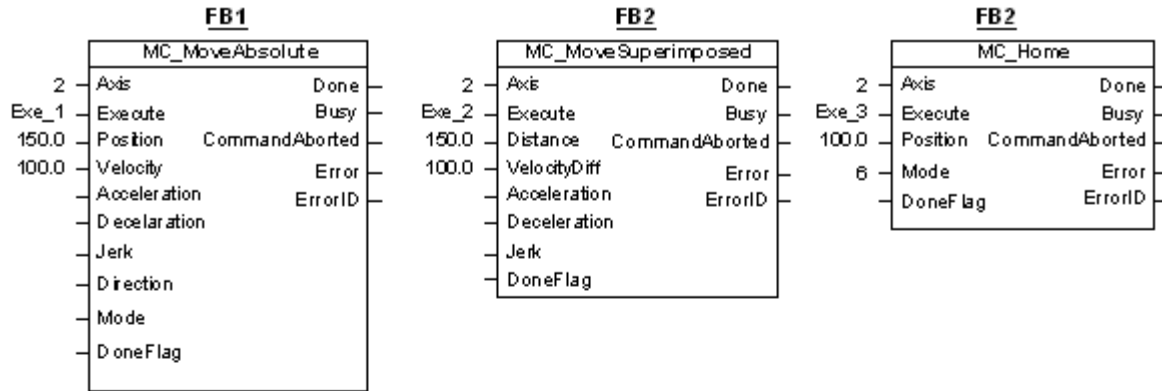 FB1
MC_MoveAbsolute
2 Axis Done
Exe_1 Execute Busy
150.0 Position CommandAborted
100.0 Velocity Error
Acceleration ErrorID
Decelaration
Jerk
Direction
Mode
DoneFlag
FB2
MC_MoveSuperimposed
2 Axis Done
Exe_2 Execute Busy
150.0 Distance CommandAborted
100.0 VelocityDiff Error
Acceleration ErrorID
Deceleration
Jerk
DoneFlag
FB2
MC_Home
2 Axis Done
Exe_3 Execute Busy
100.0 Position CommandAborted
6 Mode Error
DoneFlag ErrorID